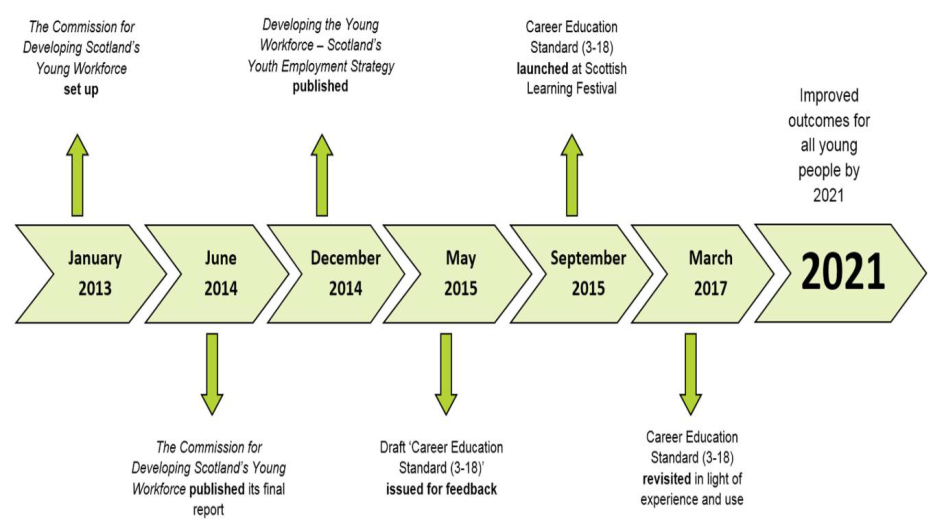 The Commission for
Developing Scotland's
Young Workforce
set up
Developing the Young
Workforce – Scotland's
Youth Employment Strategy
published
Career Education
Standard (3-18)
launched at Scottish
Learning Festival
Improved
outcomes for
all young
people by
2021
January
2013
June
2014
December
2014
May
2015
September
2015
March
2017
2021
The Commission for
Developing Scotland's Young
Workforce published its final
report
Draft 'Career Education
Standard (3-18)'
issued for feedback
Career Education
Standard (3-18)
revisited in light of
experience and use